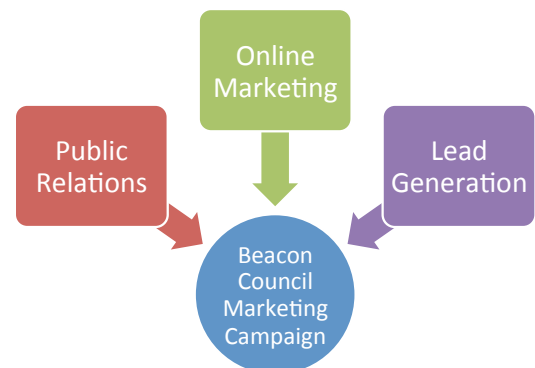 Online
Marketing
Public
Relations
Lead
Generation
Beacon
Council
Marketing
Campaign